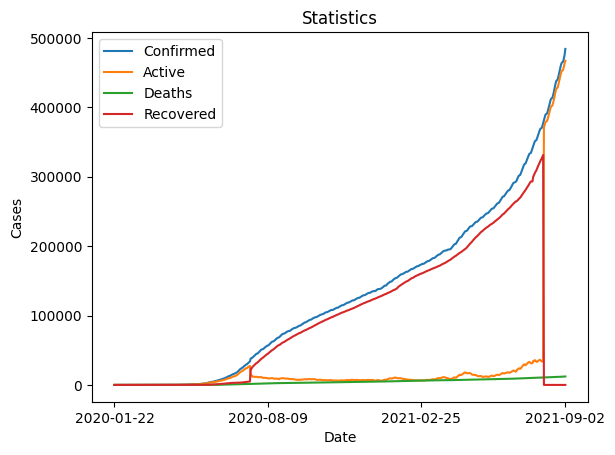 Statistics
500000
400000
300000
200000
100000
0
Cases
Confirmed
Active
Deaths
Recovered
2020-01-22
2020-08-09
2021-02-25
2021-09-02
Date